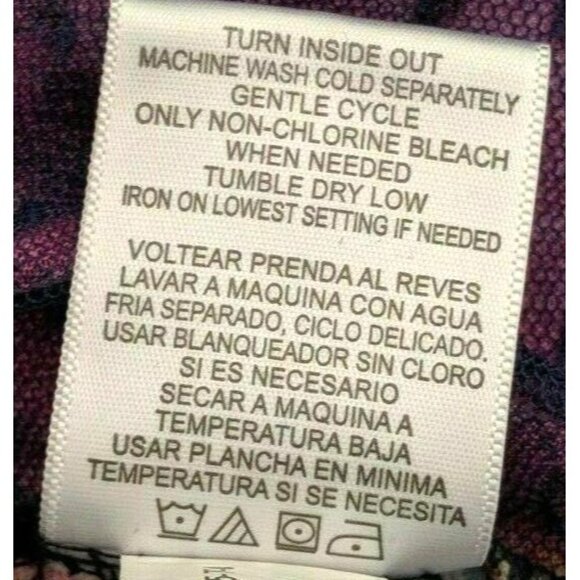 TURN INSIDE OUT
MACHINE WASH COLD SEPARATELY
GENTLE CYCLE
ONLY NON-CHLORINE BLEACH
WHEN NEEDED
TUMBLE DRY LOW
IRON ON LOWEST SETTING IF NEEDED
VOLTEAR PRENDA AL REVES
LAVAR A MAQUINA CON AGUA
FRIA SEPARADO, CICLO DELICADO.
USAR BLANQUEADOR SIN CLORO
SI ES NECESARIO
SECAR A MAQUINA A
TEMPERATURA BAJA
USAR PLANCHA EN MINIMA
TEMPERATURA SI SE NECESITA